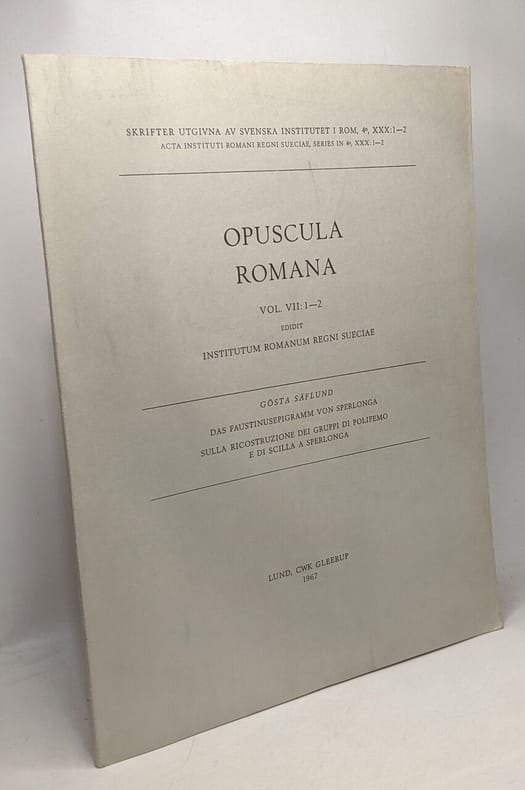 SKRIFTER UTGIVNA AV SVENSKA INSTITUTET I ROM, 4º, XXX:1—2
ACTA INSTITUTI ROMANI REGNI SUECIAE, SERIES IN 4º, XXX:1—2
OPUSCULA
ROMANA
VOL. VII:1—2
EDIDIT
INSTITUTUM ROMANUM REGNI SUECIAE
GÖSTA SÄFLUND
DAS FAUSTINUSEPIGRAMM VON SPERLONGA
SULLA RICOSTRUZIONE DEI GRUPPI DI POLIFEMO
E DI SCILLA A SPERLONGA
LUND, CWK GLEERUP
1967